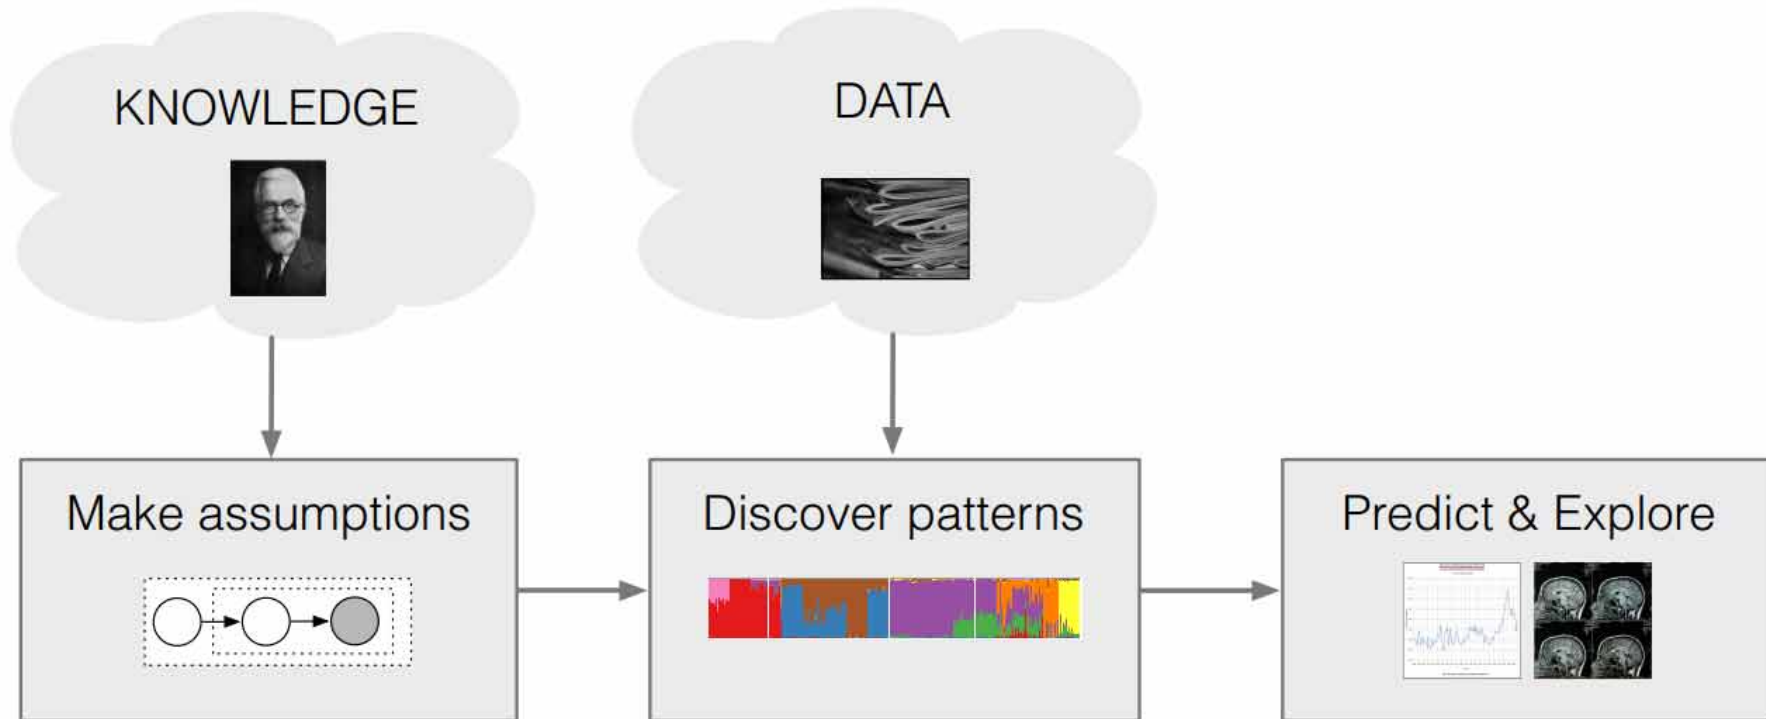 KNOWLEDGE
DATA
Make assumptions
Discover patterns
Predict & Explore